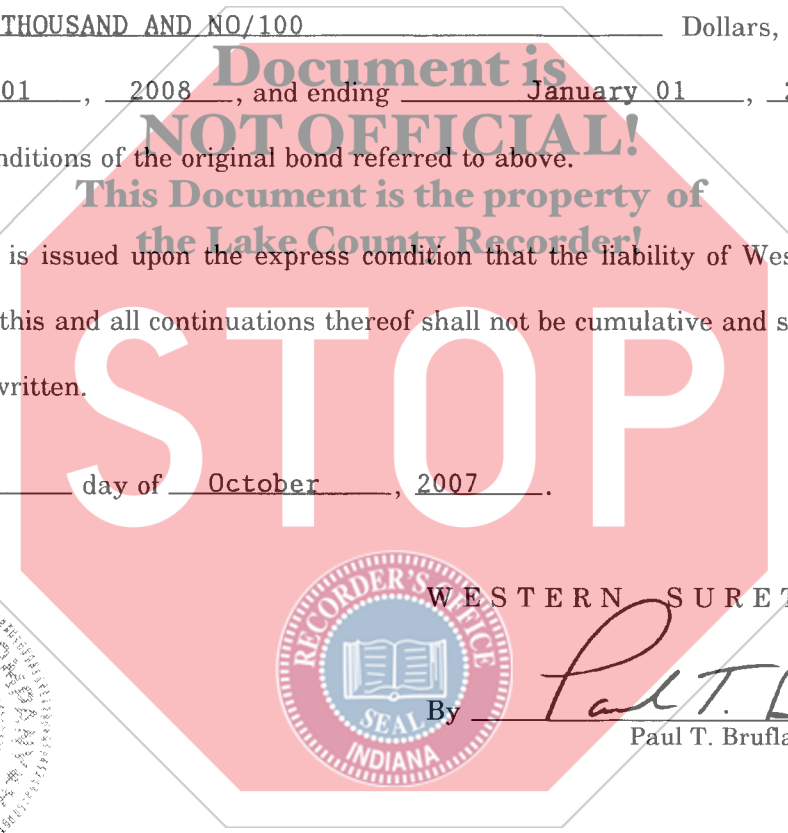 THOUSAND AND NO/100 Dollars,
Document is
01, 2008, and ending January 01,
NOT OFFICIAL!
nditions of the original bond referred to above.
This Document is the property of
the Lake County Recorder!
is issued upon the express condition that the liability of Wes
this and all continuations thereof shall not be cumulative and s
written.
STOP
day of October, 2007.
RECORDER'S OFFICE
SEAL
INDIANA
WESTERN SURET
By Paul T.
Paul T. Brufla